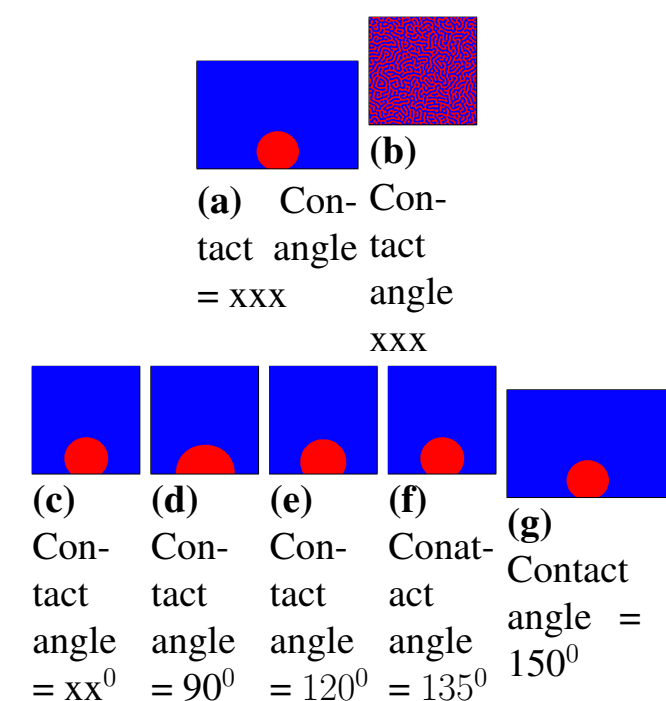 (a) Con-
tact angle
= xxx
(b)
Con-
tact
angle
xxx
(c)
Con-
tact
angle
= xx⁰
(d)
Con-
tact
angle
= 90⁰
(e)
Con-
tact
angle
= 120⁰
(f)
Conat-
act
angle
= 135⁰
(g)
Contact
angle =
150⁰